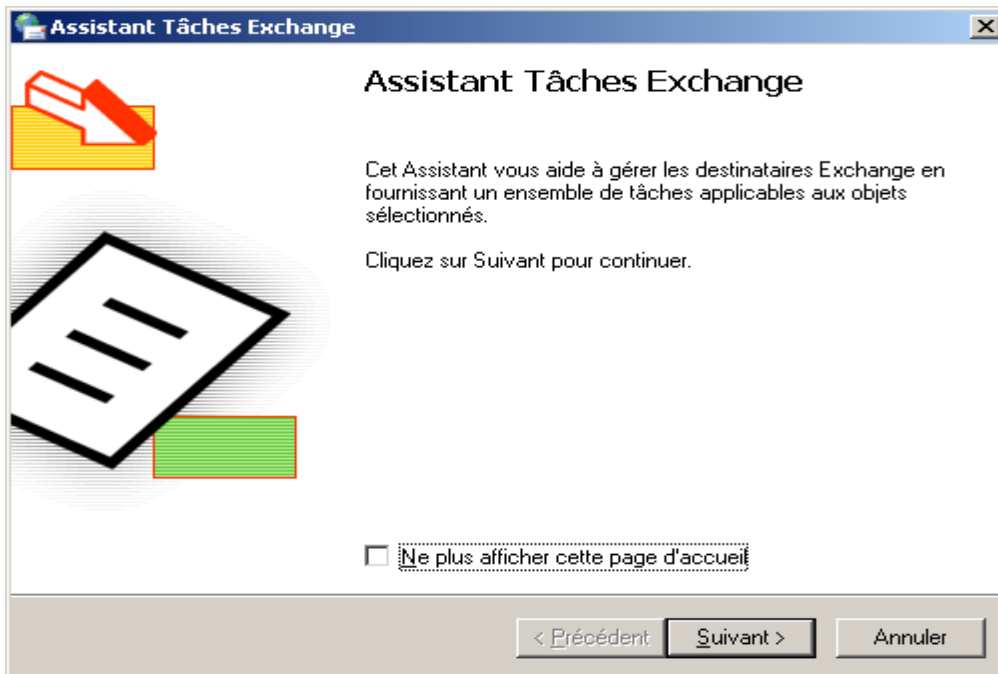 Assistant Tâches Exchange
Assistant Tâches Exchange
Cet Assistant vous aide à gérer les destinataires Exchange en
fournissant un ensemble de tâches applicables aux objets
sélectionnés.
Cliquez sur Suivant pour continuer.
Ne plus afficher cette page d'accueil
< Précédent Suivant > Annuler